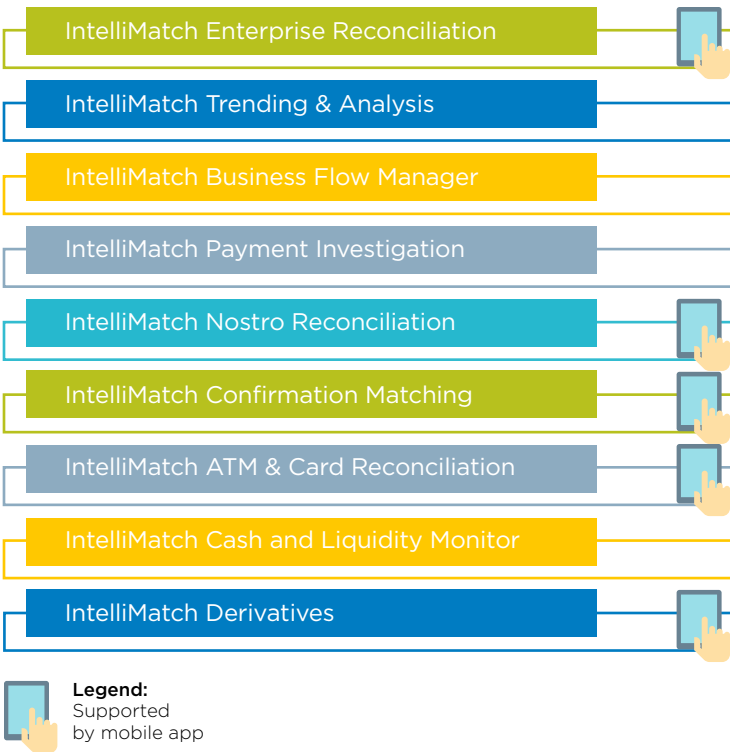 IntelliMatch Enterprise Reconciliation
IntelliMatch Trending & Analysis
IntelliMatch Business Flow Manager
IntelliMatch Payment Investigation
IntelliMatch Nostro Reconciliation
IntelliMatch Confirmation Matching
IntelliMatch ATM & Card Reconciliation
IntelliMatch Cash and Liquidity Monitor
IntelliMatch Derivatives
Legend:
Supported
by mobile app